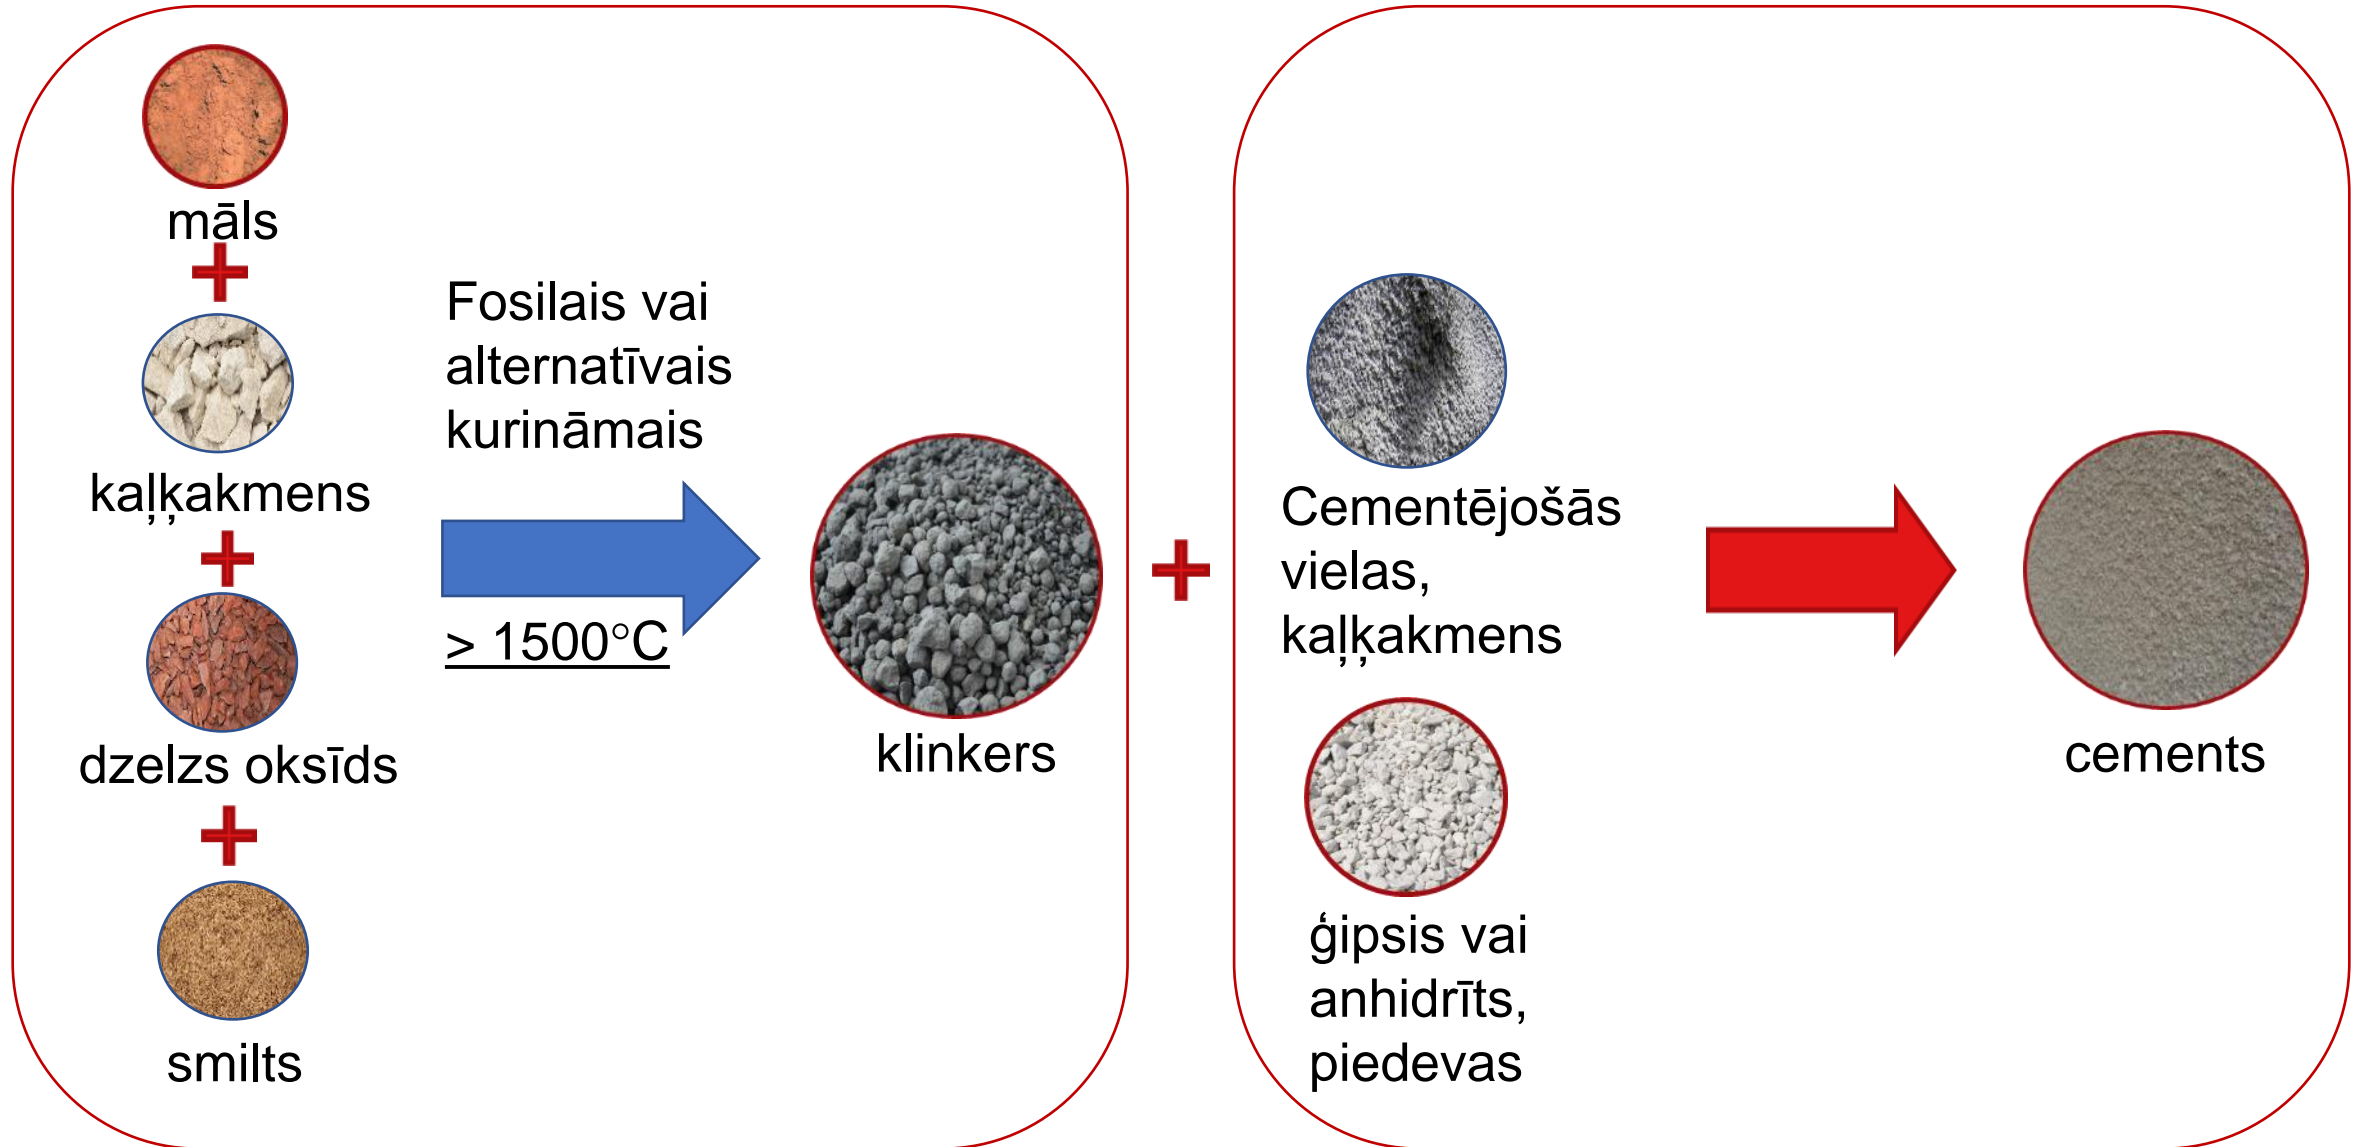 māls
kaļķakmens
dzelzs oksīds
smilts
Fosilais vai
alternatīvais
kurināmais
> 1500°C
klinkers
Cementējošās
vielas,
kaļķakmens
ģipsis vai
anhidrīts,
piedevas
cements